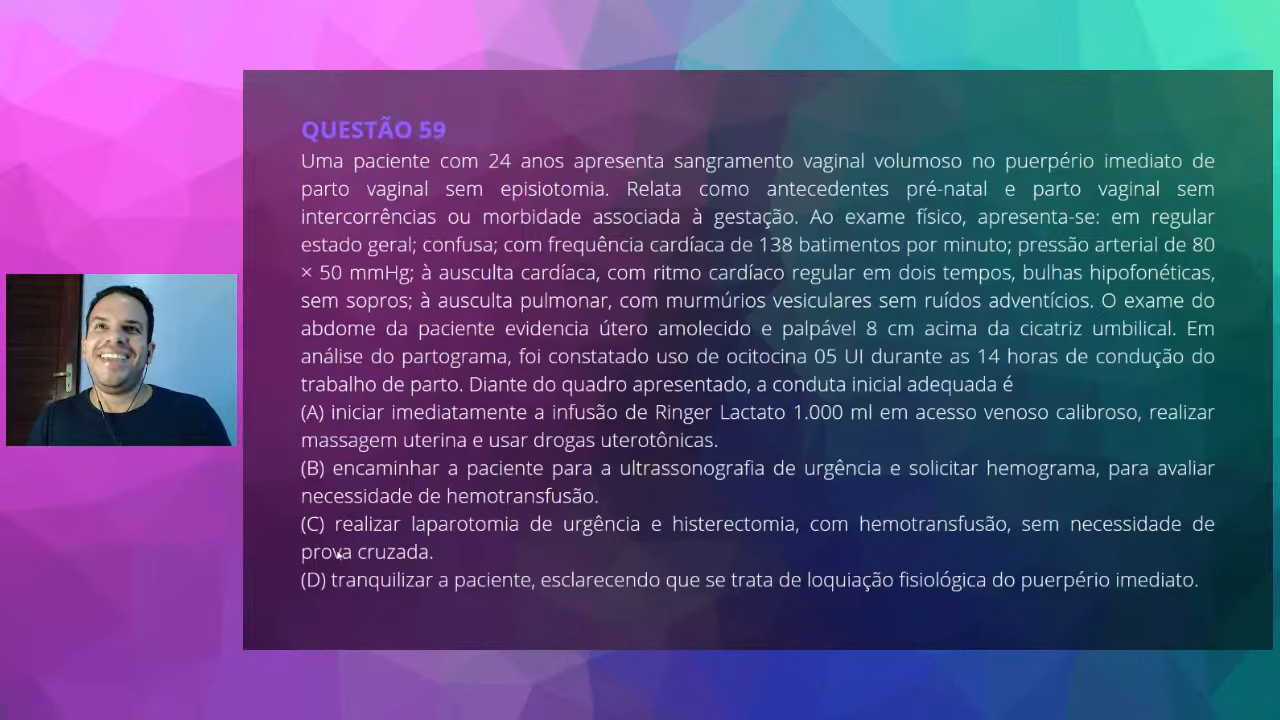 QUESTÃO 59
Uma paciente com 24 anos apresenta sangramento vaginal volumoso no puerpério imediato de
parto vaginal sem episiotomia. Relata como antecedentes pré-natal e parto vaginal sem
intercorrências ou morbidade associada à gestação. Ao exame físico, apresenta-se: em regular
estado geral; confusa; com frequência cardíaca de 138 batimentos por minuto; pressão arterial de 80
× 50 mmHg; à ausculta cardíaca, com ritmo cardíaco regular em dois tempos, bulhas hipofonéticas,
sem sopros; à ausculta pulmonar, com murmúrios vesiculares sem ruídos adventícios. O exame do
abdome da paciente evidencia útero amolecido e palpável 8 cm acima da cicatriz umbilical. Em
análise do partograma, foi constatado uso de ocitocina 05 UI durante as 14 horas de condução do
trabalho de parto. Diante do quadro apresentado, a conduta inicial adequada é
(A) iniciar imediatamente a infusão de Ringer Lactato 1.000 ml em acesso venoso calibroso, realizar
massagem uterina e usar drogas uterotônicas.
(B) encaminhar a paciente para a ultrassonografia de urgência e solicitar hemograma, para avaliar
necessidade de hemotransfusão.
(C) realizar laparotomia de urgência e histerectomia, com hemotransfusão, sem necessidade de
prova cruzada.
(D) tranquilizar a paciente, esclarecendo que se trata de loquiação fisiológica do puerpério imediato.